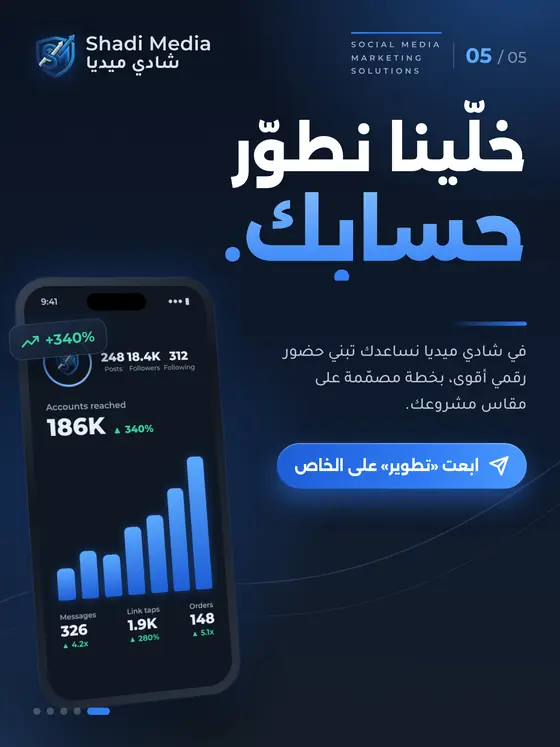 Shadi Media
شادي ميديا
SOCIAL MEDIA
MARKETING
SOLUTIONS
05 / 05
خلّينا نطوّر
حسابك.
في شادي ميديا نساعدك تبني حضور
رقمي أقوى، بخطة مصمّمة على
مقاس مشروعك.
ابعت «تطوير» على الخاص
9:41
+340%
248 18.4K 312
Posts Followers Following
Accounts reached
186K ▲ 340%
Messages Link taps Orders
326 1.9K 148
▲ 4.2x ▲ 280% ▲ 5.1x